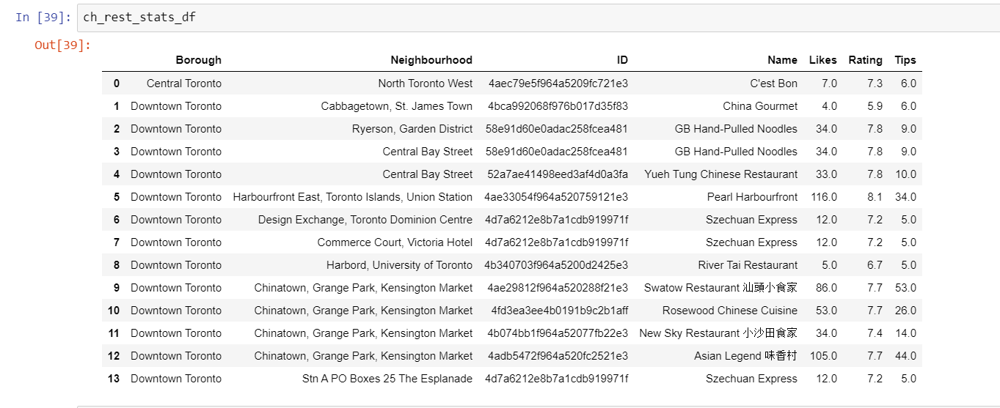 In [39]: ch_rest_stats_df
Out[39]:
Borough Neighbourhood ID Name Likes Rating Tips
0 Central Toronto North Toronto West 4aec79e5f964a5209fc721e3 C'est Bon 7.0 7.3 6.0
1 Downtown Toronto Cabbagetown, St. James Town 4bca992068f976b017d35f83 China Gourmet 4.0 5.9 6.0
2 Downtown Toronto Ryerson, Garden District 58e91d60e0adac258fcea481 GB Hand-Pulled Noodles 34.0 7.8 9.0
3 Downtown Toronto Central Bay Street 58e91d60e0adac258fcea481 GB Hand-Pulled Noodles 34.0 7.8 9.0
4 Downtown Toronto Central Bay Street 52a7ae41498eed3af4d0a3fa Yueh Tung Chinese Restaurant 33.0 7.8 10.0
5 Downtown Toronto Harbourfront East, Toronto Islands, Union Station 4ae33054f964a520759121e3 Pearl Harbourfront 116.0 8.1 34.0
6 Downtown Toronto Design Exchange, Toronto Dominion Centre 4d7a6212e8b7a1cdb919971f Szechuan Express 12.0 7.2 5.0
7 Downtown Toronto Commerce Court, Victoria Hotel 4d7a6212e8b7a1cdb919971f Szechuan Express 12.0 7.2 5.0
8 Downtown Toronto Harbord, University of Toronto 4b340703f964a5200d2425e3 River Tai Restaurant 5.0 6.7 5.0
9 Downtown Toronto Chinatown, Grange Park, Kensington Market 4ae29812f964a520288f21e3 Swatow Restaurant 汕頭小食家 86.0 7.7 53.0
10 Downtown Toronto Chinatown, Grange Park, Kensington Market 4fd3ea3ee4b0191b9c2b1aff Rosewood Chinese Cuisine 53.0 7.7 26.0
11 Downtown Toronto Chinatown, Grange Park, Kensington Market 4b074bb1f964a52077fb22e3 New Sky Restaurant 小沙田食家 34.0 7.4 14.0
12 Downtown Toronto Chinatown, Grange Park, Kensington Market 4adb5472f964a520fc2521e3 Asian Legend 味香村 105.0 7.7 44.0
13 Downtown Toronto Stn A PO Boxes 25 The Esplanade 4d7a6212e8b7a1cdb919971f Szechuan Express 12.0 7.2 5.0